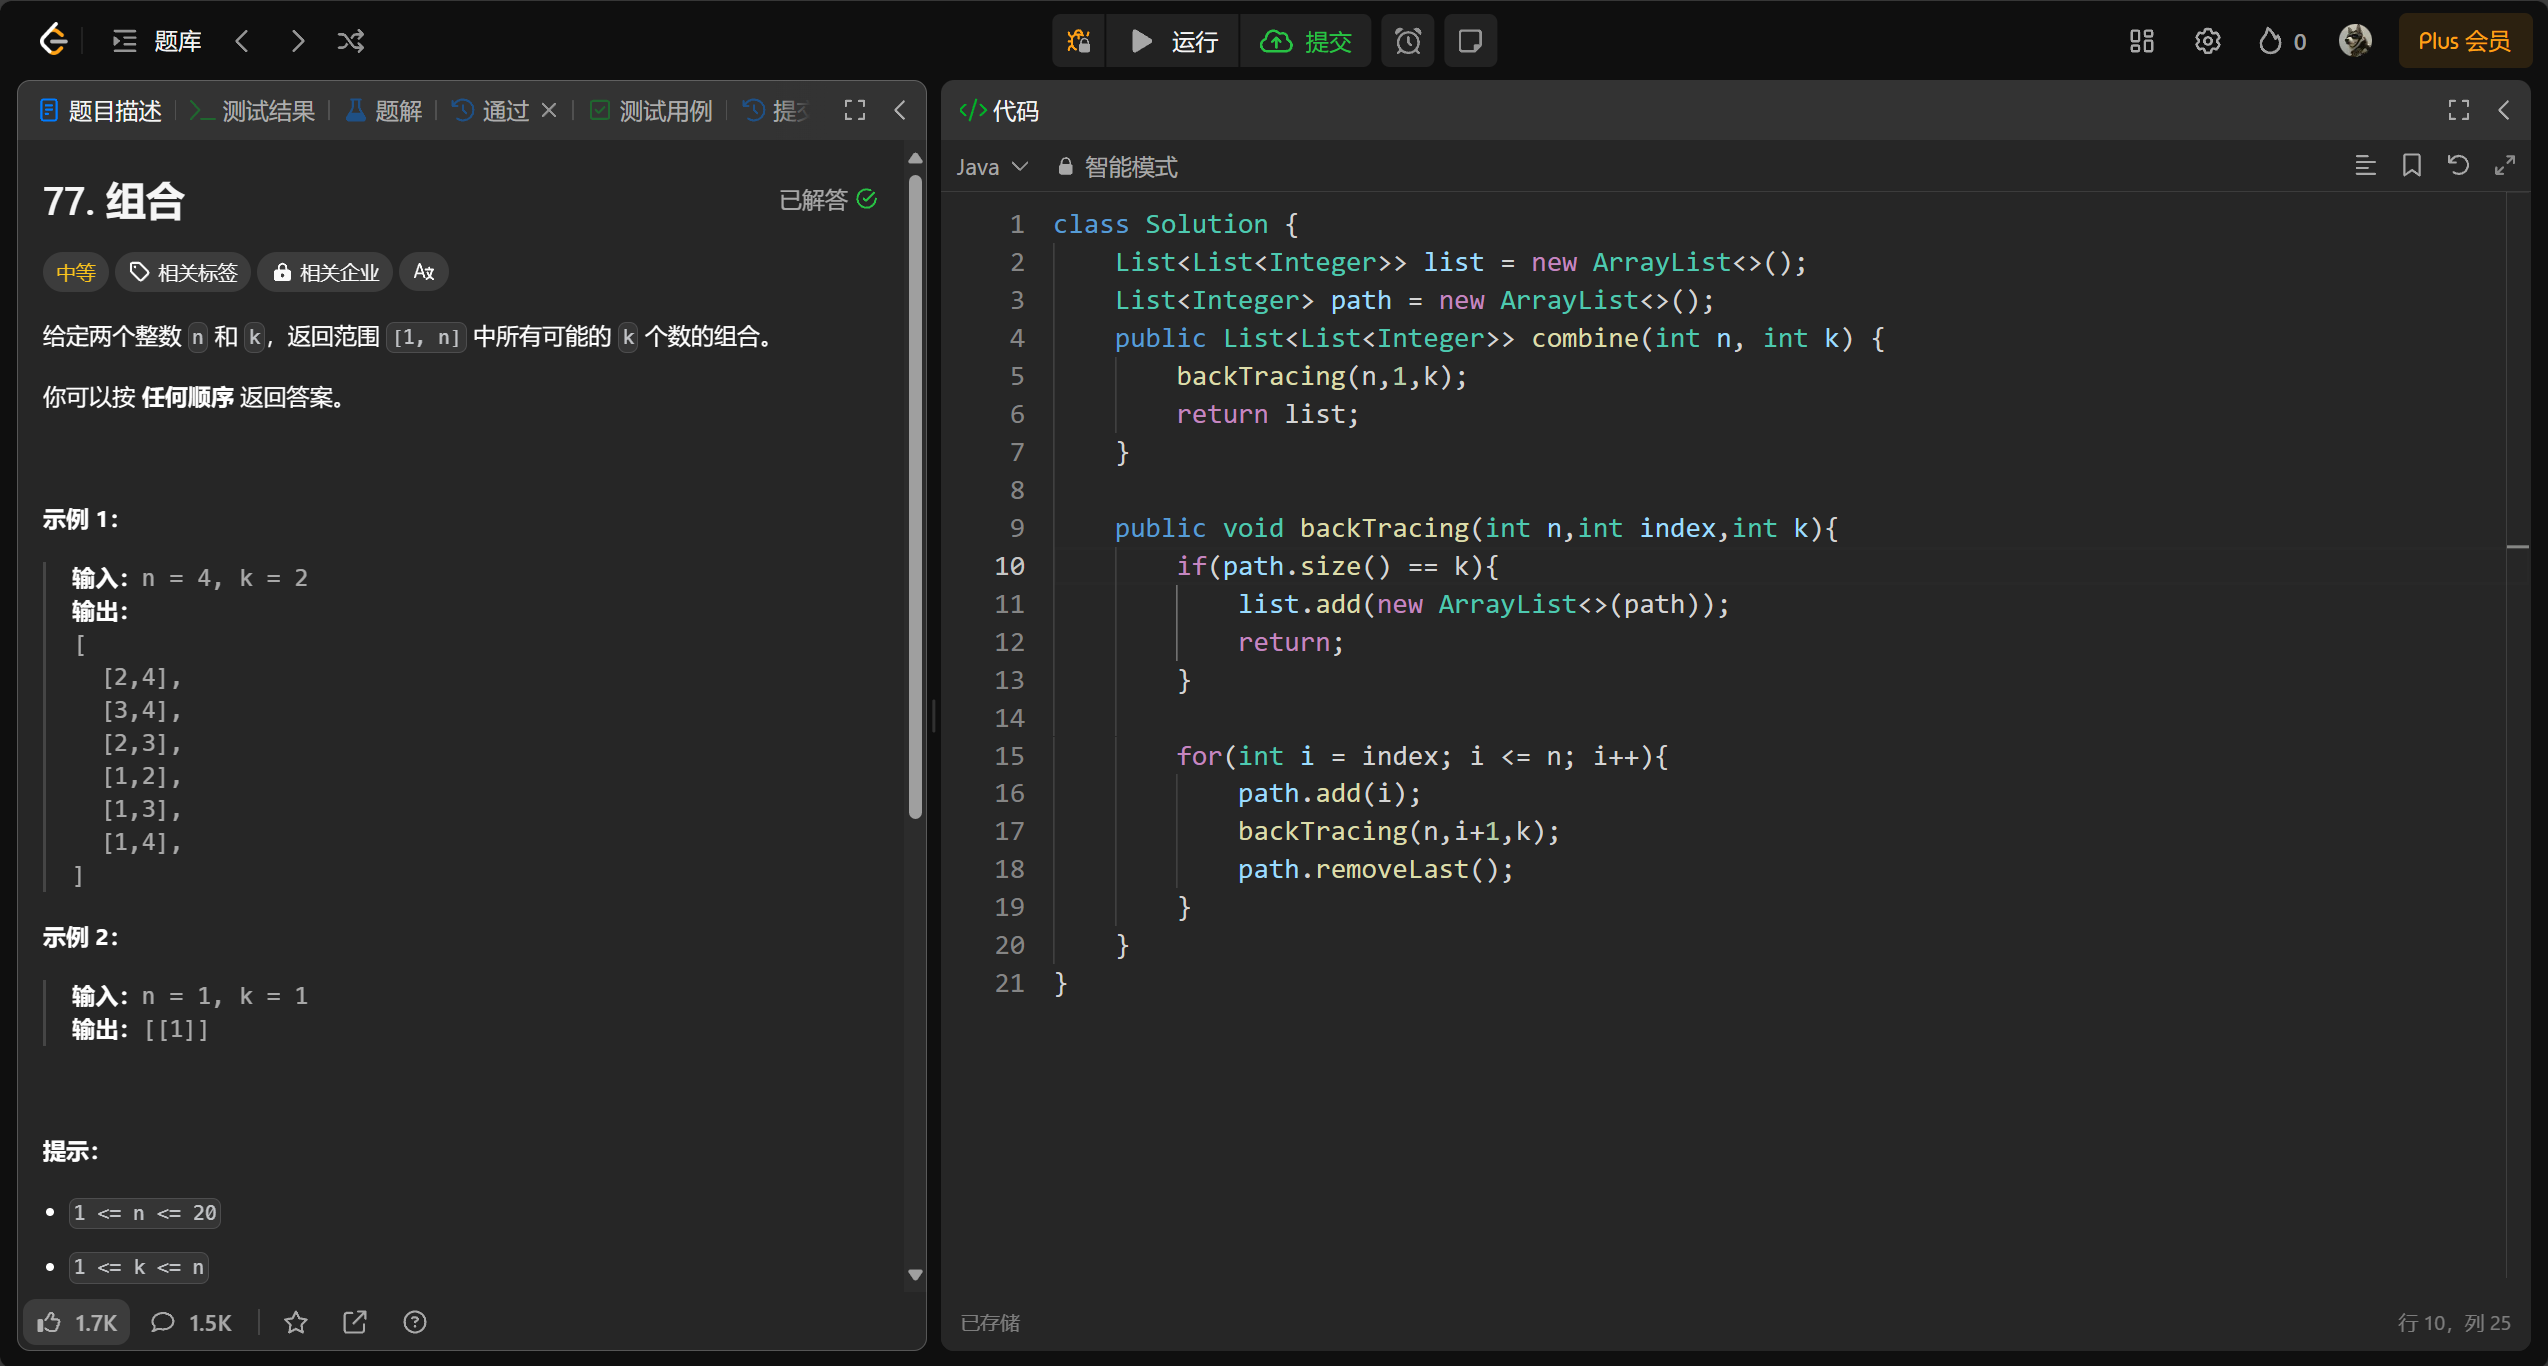 题库
运行
提交
0
Plus 会员
题目描述
测试结果
题解
通过
测试用例
提交
代码
Java
智能模式
77. 组合
已解答
中等
相关标签
相关企业
给定两个整数 n 和 k，返回范围 [1, n] 中所有可能的 k 个数的组合。
你可以按 任何顺序 返回答案。
示例 1：
输入：n = 4, k = 2
输出：
[
  [2,4],
  [3,4],
  [2,3],
  [1,2],
  [1,3],
  [1,4],
]
示例 2：
输入：n = 1, k = 1
输出：[[1]]
提示：
1 <= n <= 20
1 <= k <= n
1.7K
1.5K
1 class Solution {
2     List<List<Integer>> list = new ArrayList<>();
3     List<Integer> path = new ArrayList<>();
4     public List<List<Integer>> combine(int n, int k) {
5         backTracing(n,1,k);
6         return list;
7     }
8
9     public void backTracing(int n,int index,int k){
10         if(path.size() == k){
11             list.add(new ArrayList<>(path));
12             return;
13         }
14
15         for(int i = index; i <= n; i++){
16             path.add(i);
17             backTracing(n,i+1,k);
18             path.removeLast();
19         }
20     }
21 }
已存储
行 10，列 25